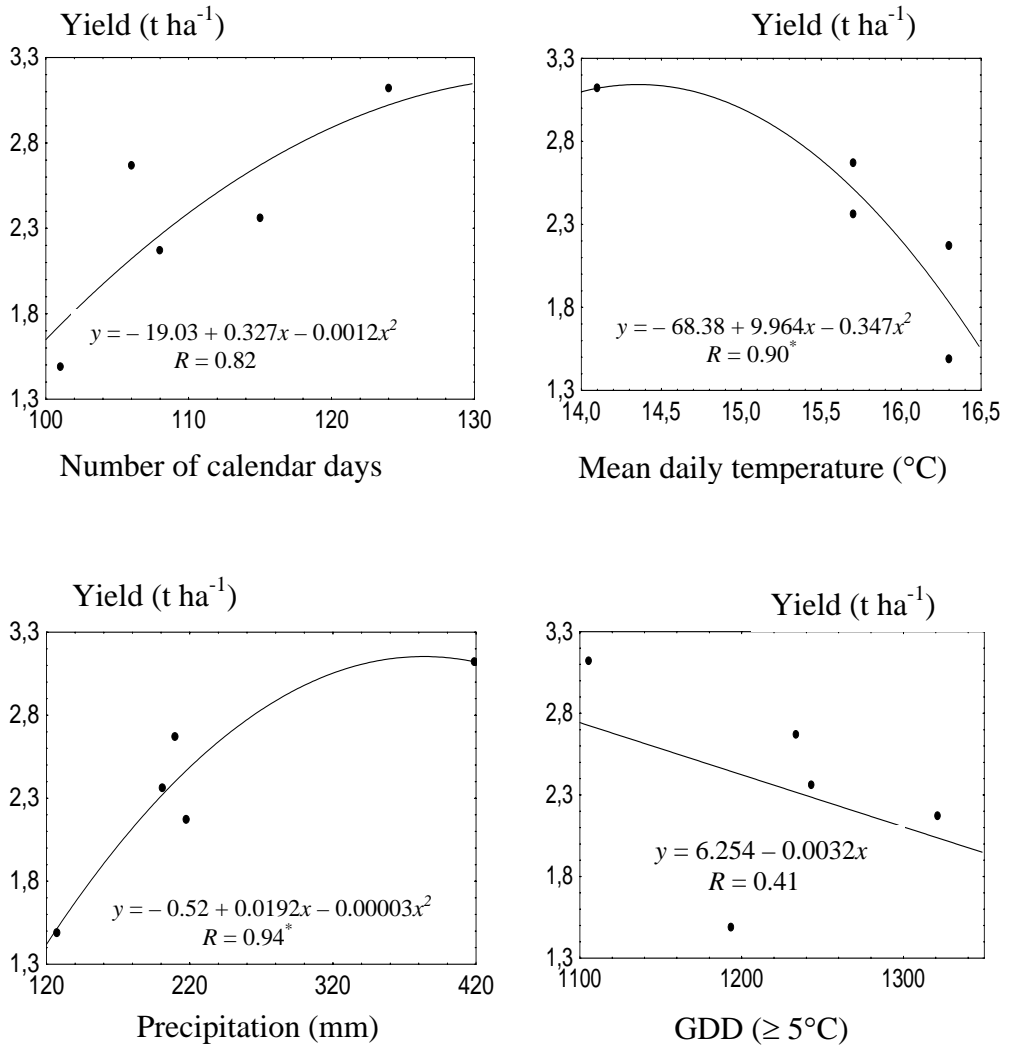 Yield (t ha⁻¹)
3,3
2,8
2,3
1,8
1,3
y = – 19.03 + 0.327x – 0.0012x²
R = 0.82
100 110 120 130
Number of calendar days
Yield (t ha⁻¹)
3,3
2,8
2,3
1,8
1,3
y = – 68.38 + 9.964x – 0.347x²
R = 0.90*
14,0 14,5 15,0 15,5 16,0 16,5
Mean daily temperature (°C)
Yield (t ha⁻¹)
3,3
2,8
2,3
1,8
1,3
y = – 0.52 + 0.0192x – 0.00003x²
R = 0.94*
120 220 320 420
Precipitation (mm)
Yield (t ha⁻¹)
3,3
2,8
2,3
1,8
1,3
y = 6.254 – 0.0032x
R = 0.41
1100 1200 1300
GDD (≥ 5°C)